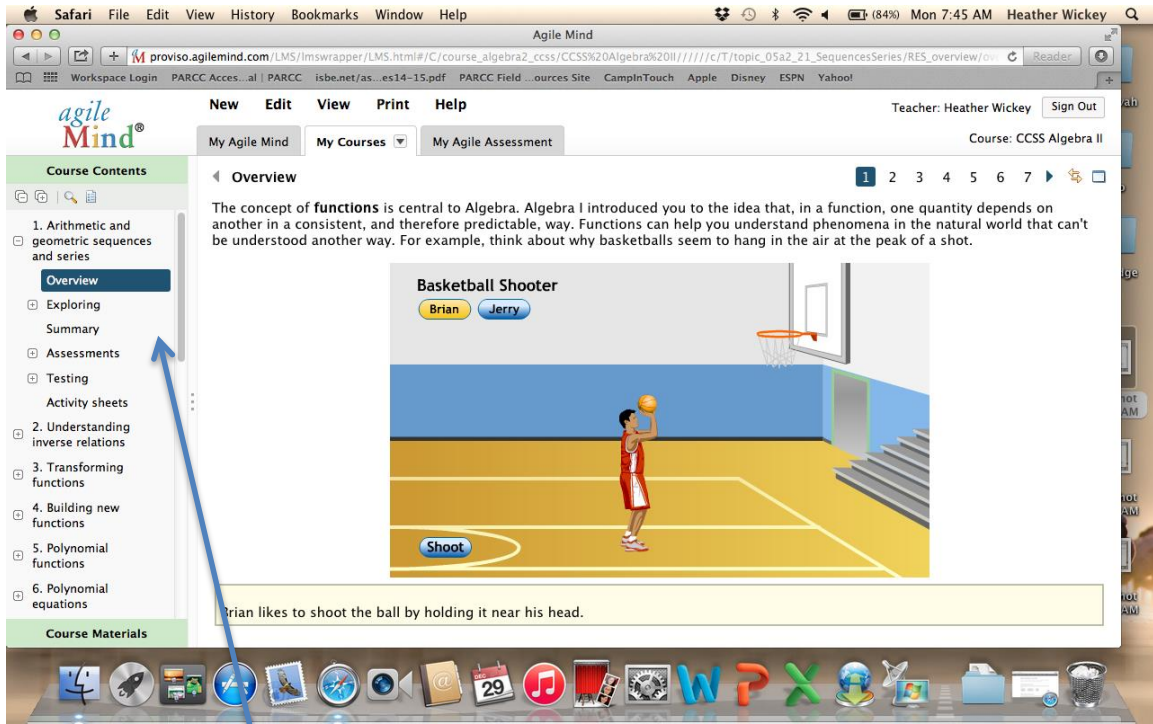 Safari File Edit View History Bookmarks Window Help (84%) Mon 7:45 AM Heather Wickey
Agile Mind
proviso.agilemind.com/LMS/lmswrapper/LMS.html#/C/course_algebra2_ccss/CCSS%20Algebra%20II//////c/T/topic_05a2_21_SequencesSeries/RES_overview/ Reader
Workspace Login PARCC Acces...al | PARCC isbe.net/as...es14-15.pdf PARCC Field ...ources Site CampInTouch Apple Disney ESPN Yahoo!
agile Mind®
New Edit View Print Help
Teacher: Heather Wickey Sign Out
My Agile Mind My Courses My Agile Assessment
Course: CCSS Algebra II
Course Contents
1. Arithmetic and
geometric sequences
and series
Overview
Exploring
Summary
Assessments
Testing
Activity sheets
2. Understanding
inverse relations
3. Transforming
functions
4. Building new
functions
5. Polynomial
functions
6. Polynomial
equations
Course Materials
Overview 1 2 3 4 5 6 7
The concept of functions is central to Algebra. Algebra I introduced you to the idea that, in a function, one quantity depends on
another in a consistent, and therefore predictable, way. Functions can help you understand phenomena in the natural world that can't
be understood another way. For example, think about why basketballs seem to hang in the air at the peak of a shot.
Basketball Shooter
Brian Jerry
Shoot
Brian likes to shoot the ball by holding it near his head.
29